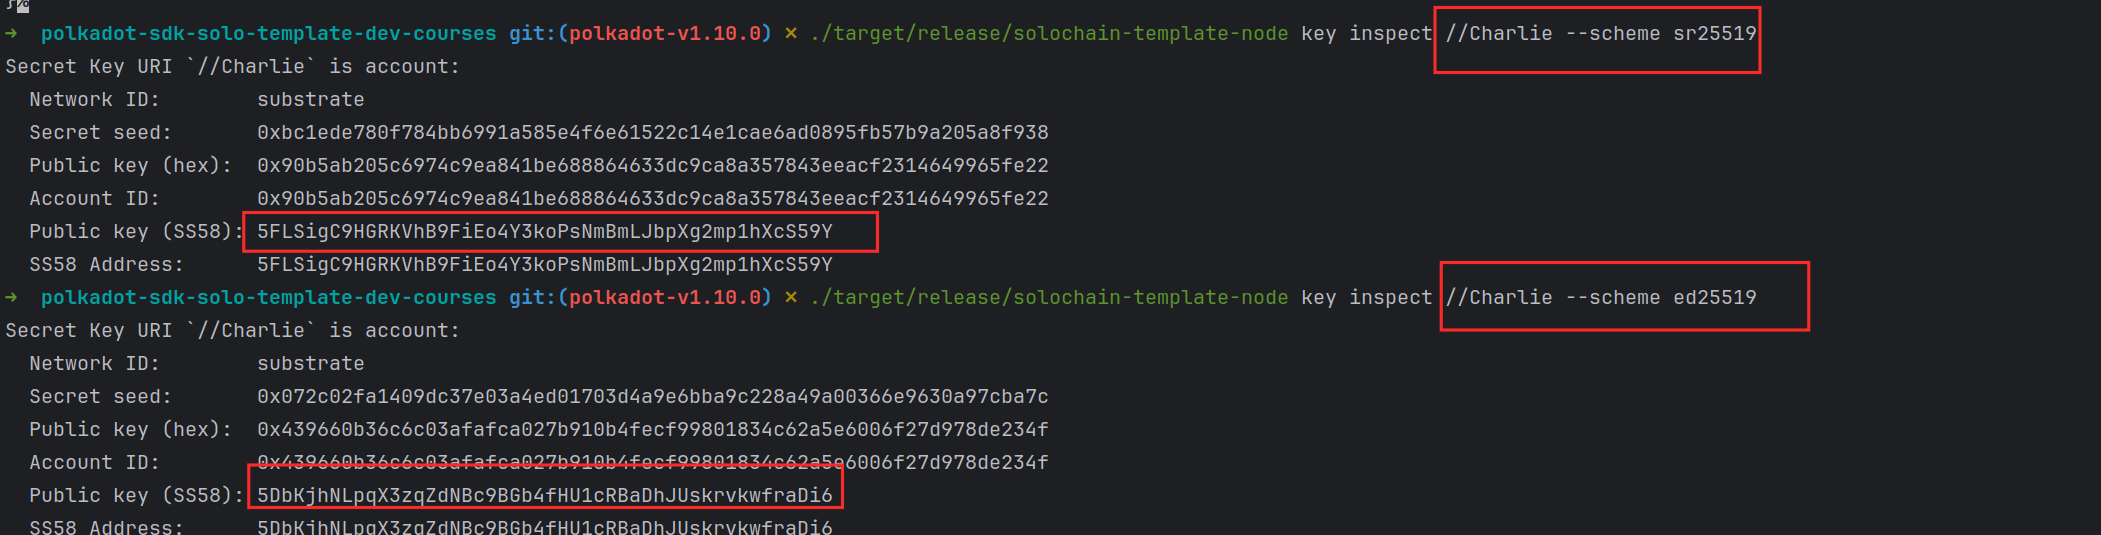 }%
→ polkadot-sdk-solo-template-dev-courses git:(polkadot-v1.10.0) × ./target/release/solochain-template-node key inspect //Charlie --scheme sr25519
Secret Key URI `//Charlie` is account:
Network ID: substrate
Secret seed: 0xbc1ede780f784bb6991a585e4f6e61522c14e1cae6ad0895fb57b9a205a8f938
Public key (hex): 0x90b5ab205c6974c9ea841be688864633dc9ca8a357843eeacf2314649965fe22
Account ID: 0x90b5ab205c6974c9ea841be688864633dc9ca8a357843eeacf2314649965fe22
Public key (SS58): 5FLSigC9HGRKVhB9FiEo4Y3koPsNmBmLJbpXg2mp1hXcS59Y
SS58 Address: 5FLSigC9HGRKVhB9FiEo4Y3koPsNmBmLJbpXg2mp1hXcS59Y
→ polkadot-sdk-solo-template-dev-courses git:(polkadot-v1.10.0) × ./target/release/solochain-template-node key inspect //Charlie --scheme ed25519
Secret Key URI `//Charlie` is account:
Network ID: substrate
Secret seed: 0x072c02fa1409dc37e03a4ed01703d4a9e6bba9c228a49a00366e9630a97cba7c
Public key (hex): 0x439660b36c6c03afafca027b910b4fecf99801834c62a5e6006f27d978de234f
Account ID: 0x439660b36c6c03afafca027b910b4fecf99801834c62a5e6006f27d978de234f
Public key (SS58): 5DbKjhNLpqX3zqZdNBc9BGb4fHU1cRBaDhJUskrvkwfraDi6
SS58 Address: 5DbKjhNLpqX3zqZdNBc9BGb4fHU1cRBaDhJUskrvkwfraDi6